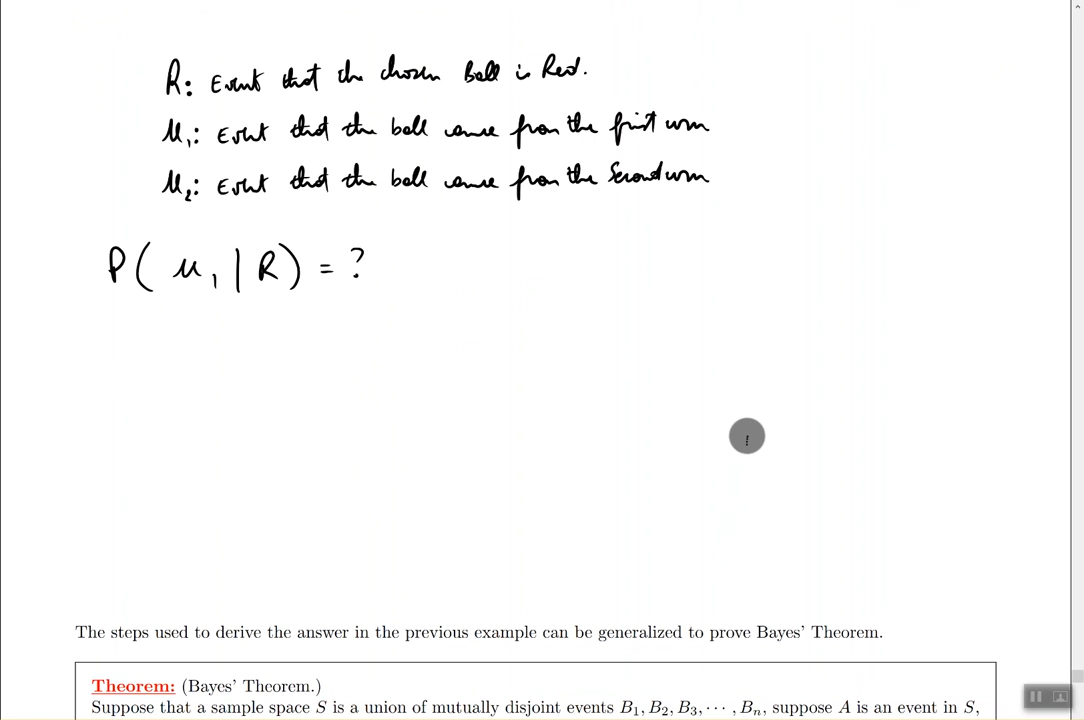 R: Event that the chosen Ball is Red.
U₁: Event that the ball came from the first urn
U₂: Event that the ball came from the Second urn
P( U₁ | R ) = ?
The steps used to derive the answer in the previous example can be generalized to prove Bayes' Theorem.
Theorem: (Bayes' Theorem.)
Suppose that a sample space S is a union of mutually disjoint events B₁, B₂, B₃, ⋯ , Bₙ, suppose A is an event in S,